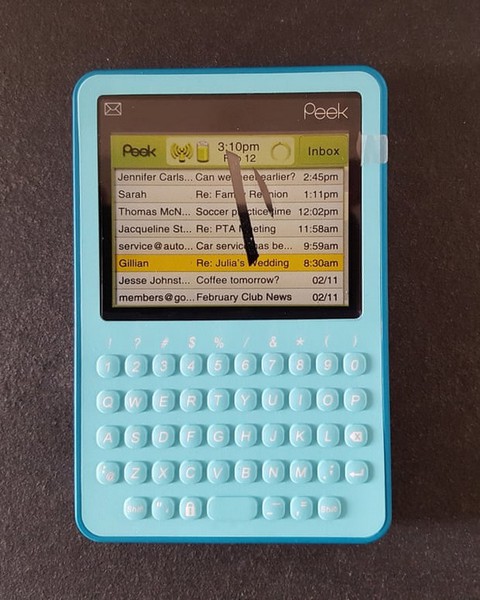 Peek
Peek 3:10pm Inbox
12
Jennifer Carls... Can we meet earlier? 2:45pm
Sarah Re: Family Reunion 1:11pm
Thomas McN... Soccer practice time 12:02pm
Jacqueline St... Re: PTA Meeting 11:58am
service@auto... Car service has be... 9:59am
Gillian Re: Julia's Wedding 8:30am
Jesse Johnst... Coffee tomorrow? 02/11
members@go... February Club News 02/11
! ? # $ % / & * ( )
1 2 3 4 5 6 7 8 9 0
Q W E R T Y U I O P
A S D F G H J K L
@ Z X C V B N M
Shift Shift